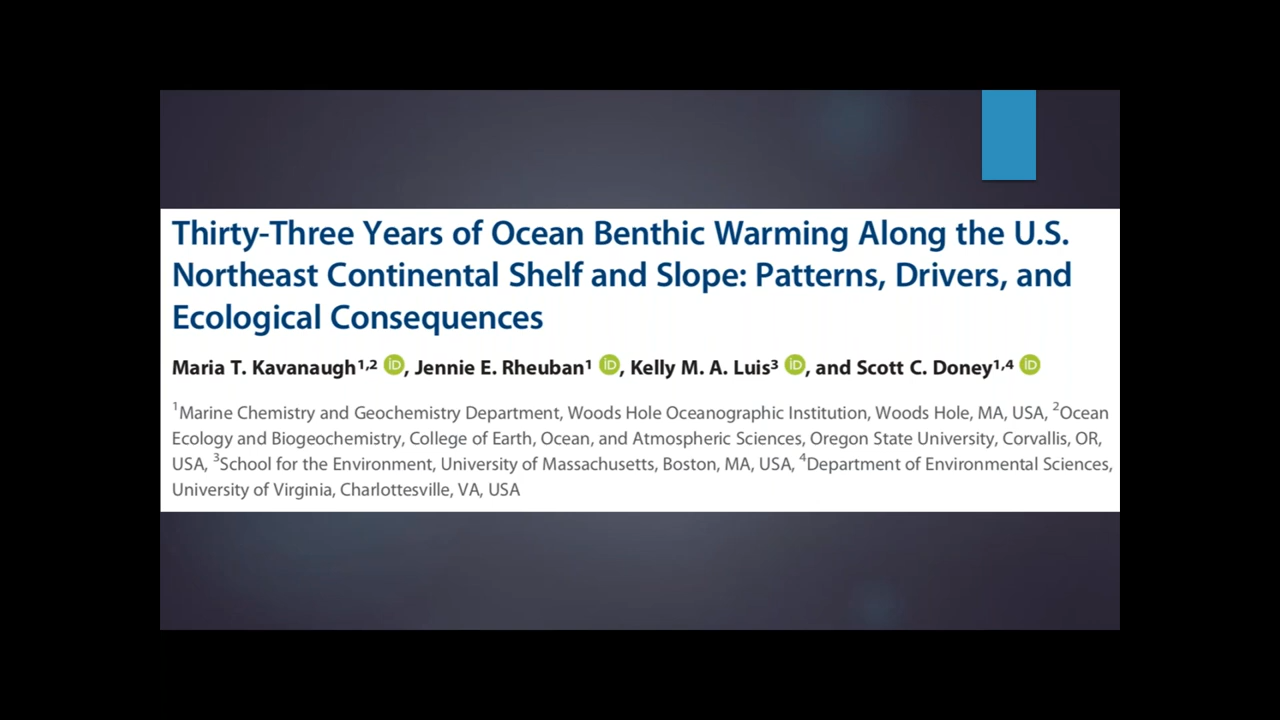 Thirty-Three Years of Ocean Benthic Warming Along the U.S.
Northeast Continental Shelf and Slope: Patterns, Drivers, and
Ecological Consequences
Maria T. Kavanaugh1,2 iD, Jennie E. Rheuban1 iD, Kelly M. A. Luis3 iD, and Scott C. Doney1,4 iD
1Marine Chemistry and Geochemistry Department, Woods Hole Oceanographic Institution, Woods Hole, MA, USA, 2Ocean
Ecology and Biogeochemistry, College of Earth, Ocean, and Atmospheric Sciences, Oregon State University, Corvallis, OR,
USA, 3School for the Environment, University of Massachusetts, Boston, MA, USA, 4Department of Environmental Sciences,
University of Virginia, Charlottesville, VA, USA